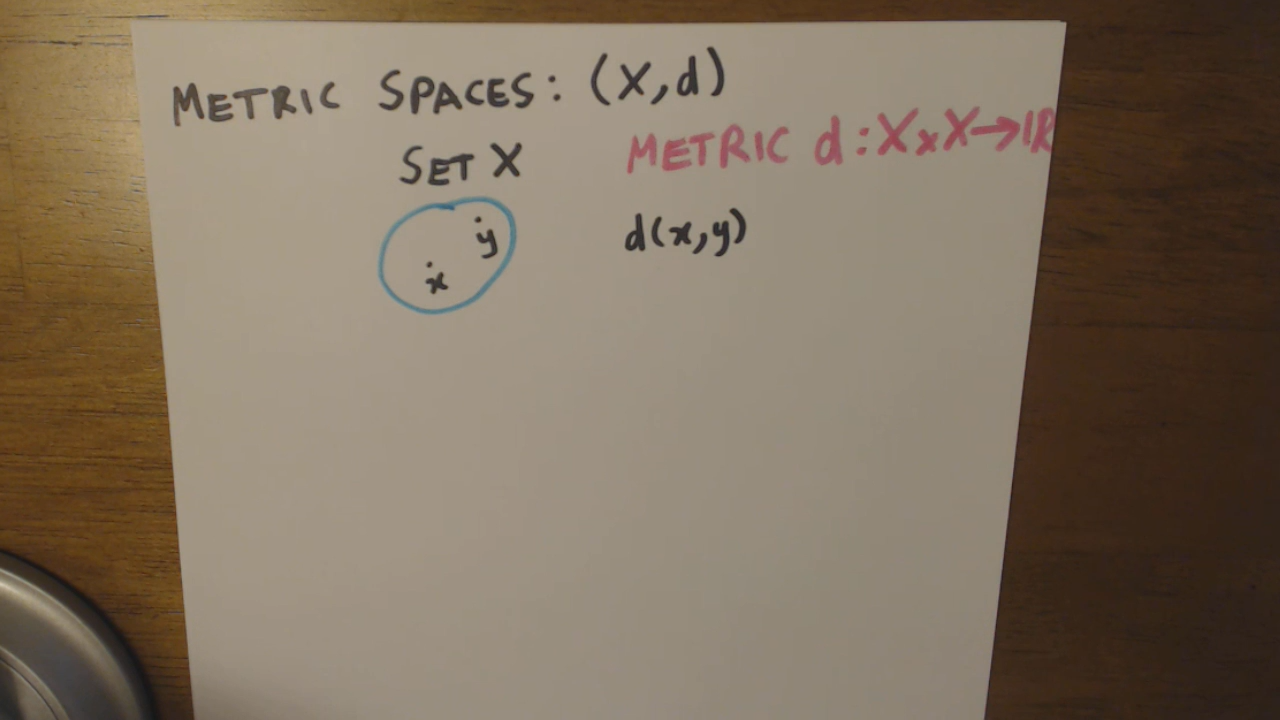 METRIC SPACES: (X,d)
SET X METRIC d:X×X→ℝ
y
x
d(x,y)